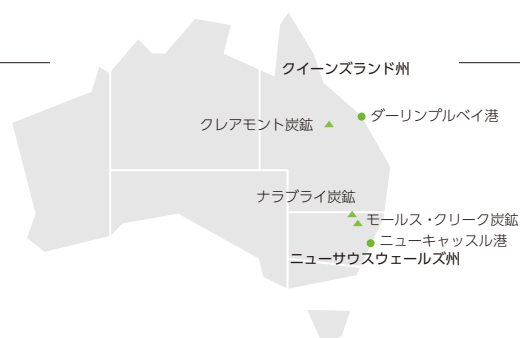 クイーンズランド州
ダーリンプルベイ港
クレアモント炭鉱
ナラブライ炭鉱
モールス・クリーク炭鉱
ニューキャッスル港
ニューサウスウェールズ州